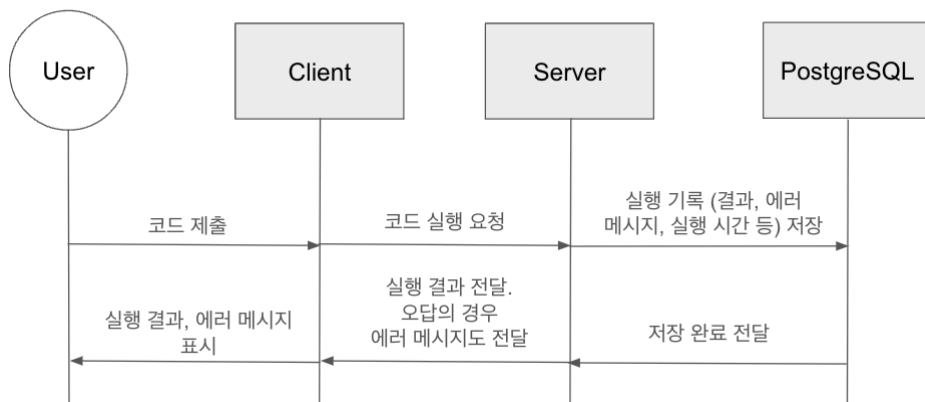 User
Client
Server
PostgreSQL
코드 제출
코드 실행 요청
실행 기록 (결과, 에러
메시지, 실행 시간 등) 저장
실행 결과, 에러 메시지
표시
실행 결과 전달.
오답의 경우
에러 메시지도 전달
저장 완료 전달